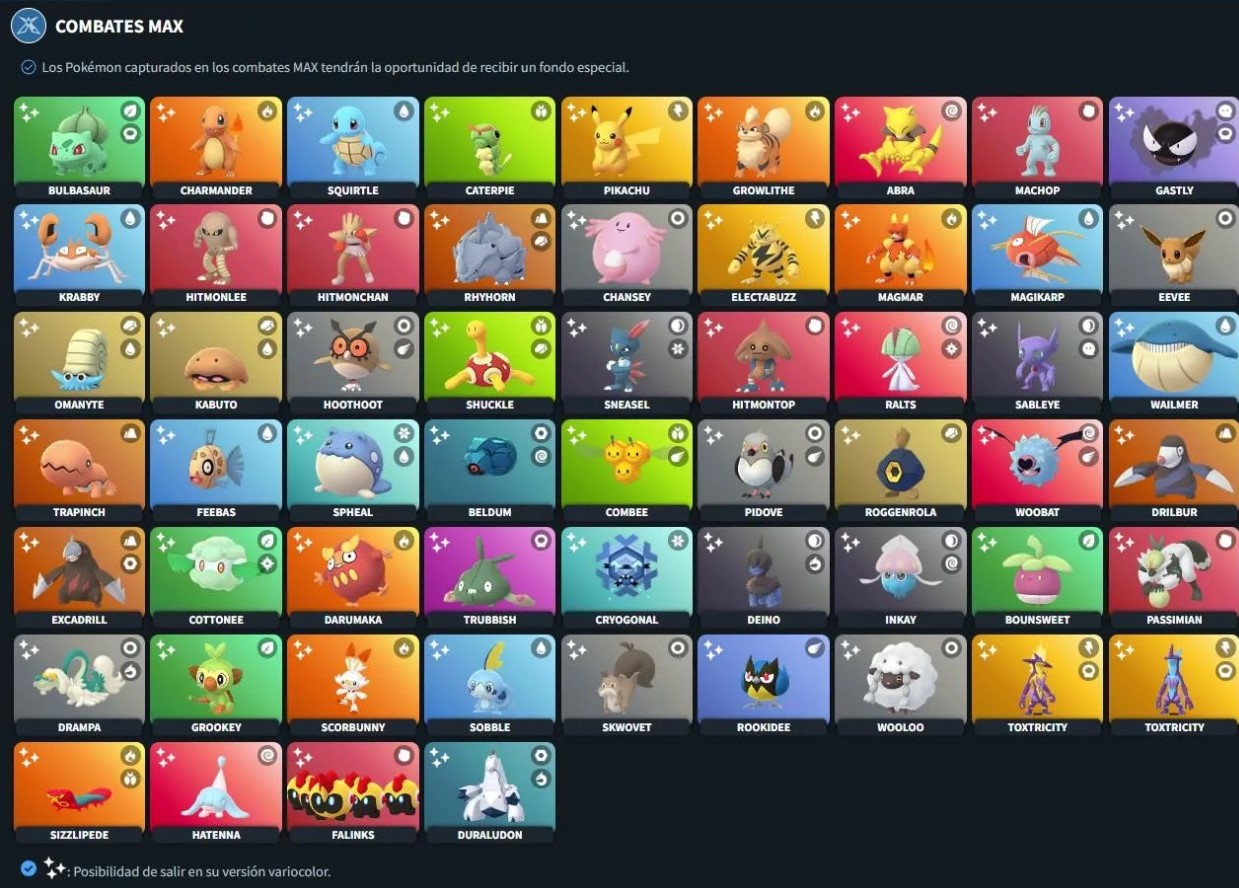 COMBATES MAX
Los Pokémon capturados en los combates MAX tendrán la oportunidad de recibir un fondo especial.
BULBASAUR CHARMANDER SQUIRTLE CATERPIE PIKACHU GROWLITHE ABRA MACHOP GASTLY
KRABBY HITMONLEE HITMONCHAN RHYHORN CHANSEY ELECTABUZZ MAGMAR MAGIKARP EEVEE
OMANYTE KABUTO HOOTHOOT SHUCKLE SNEASEL HITMONTOP RALTS SABLEYE WAILMER
TRAPINCH FEEBAS SPHEAL BELDUM COMBEE PIDOVE ROGGENROLA WOOBAT DRILBUR
EXCADRILL COTTONEE DARUMAKA TRUBBISH CRYOGONAL DEINO INKAY BOUNSWEET PASSIMIAN
DRAMPA GROOKEY SCORBUNNY SOBBLE SKWOVET ROOKIDEE WOOLOO TOXTRICITY TOXTRICITY
SIZZLIPEDE HATENNA FALINKS DURALUDON
: Posibilidad de salir en su versión variocolor.